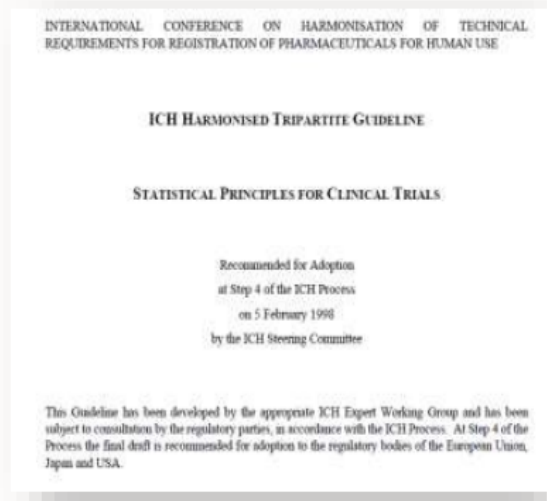 INTERNATIONAL CONFERENCE ON HARMONISATION OF TECHNICAL
REQUIREMENTS FOR REGISTRATION OF PHARMACEUTICALS FOR HUMAN USE
ICH HARMONISED TRIPARTITE GUIDELINE
STATISTICAL PRINCIPLES FOR CLINICAL TRIALS
Recommended for Adoption
at Step 4 of the ICH Process
on 5 February 1998
by the ICH Steering Committee
This Guideline has been developed by the appropriate ICH Expert Working Group and has been
subject to consultation by the regulatory parties, in accordance with the ICH Process. At Step 4 of the
Process the final draft is recommended for adoption to the regulatory bodies of the European Union,
Japan and USA.